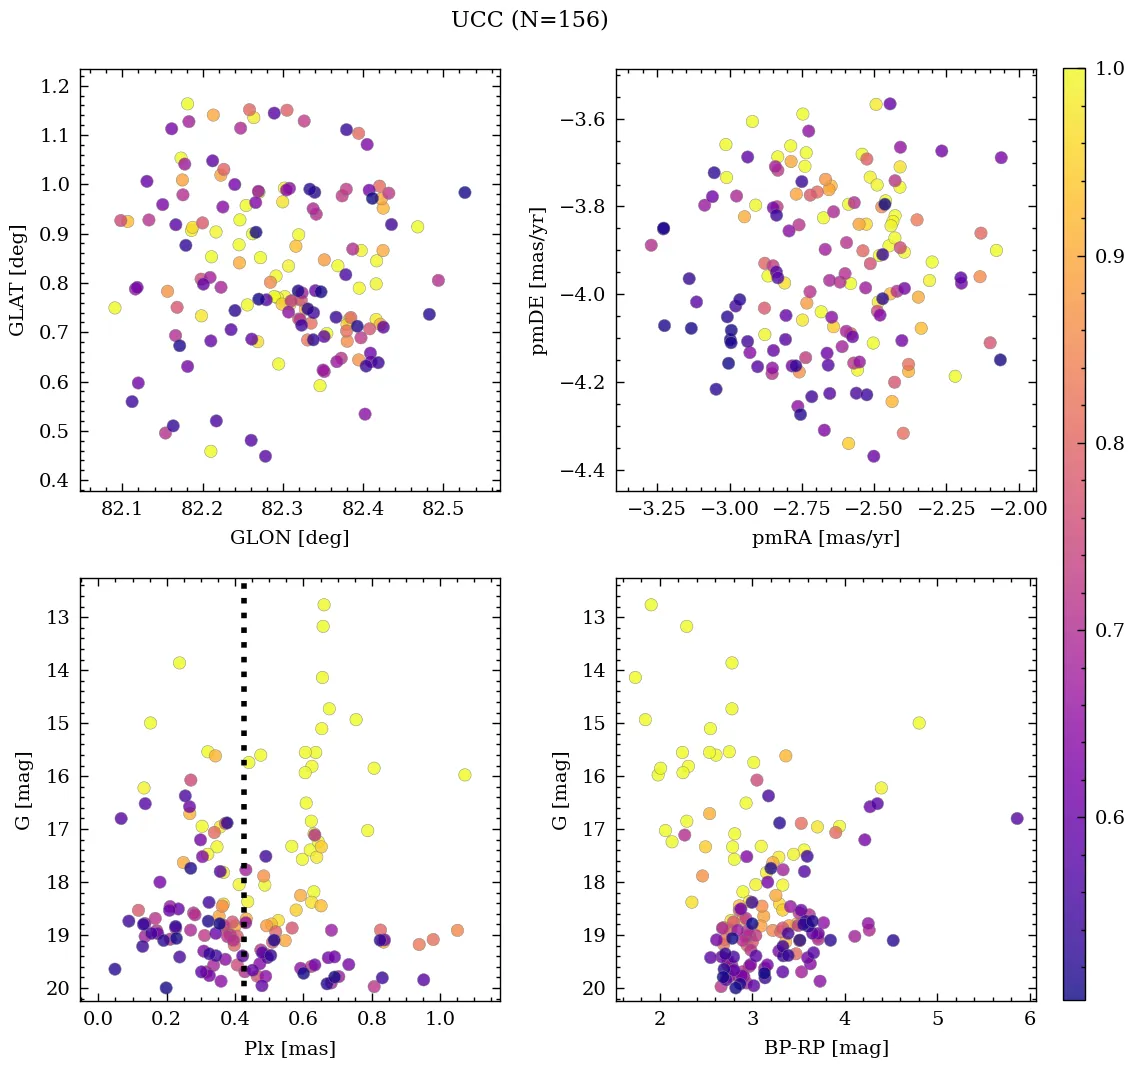 UCC (N=156)
1.2
1.1
1.0
0.9
0.8
0.7
0.6
0.5
0.4
GLAT [deg]
82.1 82.2 82.3 82.4 82.5
GLON [deg]
−3.6
−3.8
−4.0
−4.2
−4.4
pmDE [mas/yr]
−3.25 −3.00 −2.75 −2.50 −2.25 −2.00
pmRA [mas/yr]
1.0
0.9
0.8
0.7
0.6
13
14
15
16
17
18
19
20
G [mag]
0.0 0.2 0.4 0.6 0.8 1.0
Plx [mas]
13
14
15
16
17
18
19
20
G [mag]
2 3 4 5 6
BP-RP [mag]